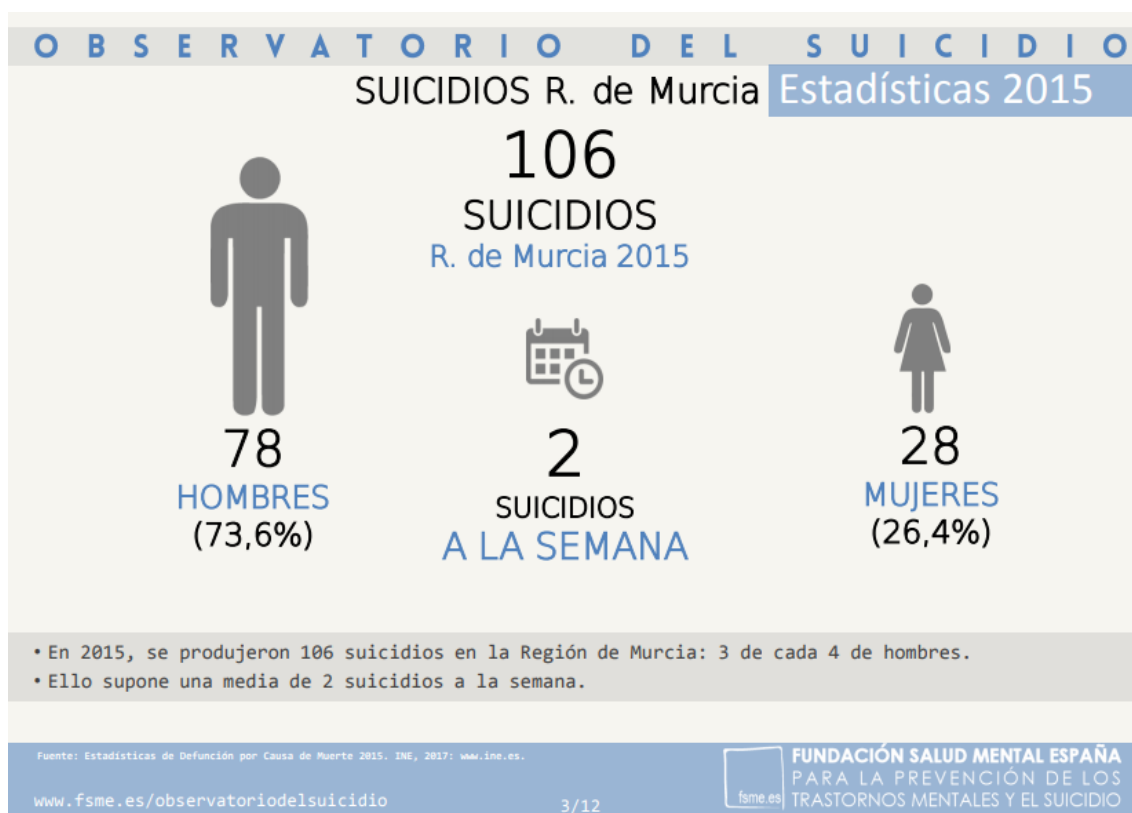 OBSERVATORIO DEL SUICIDIO
SUICIDIOS R. de Murcia Estadísticas 2015
106
SUICIDIOS
R. de Murcia 2015
78
HOMBRES
(73,6%)
2
SUICIDIOS
A LA SEMANA
28
MUJERES
(26,4%)
• En 2015, se produjeron 106 suicidios en la Región de Murcia: 3 de cada 4 de hombres.
• Ello supone una media de 2 suicidios a la semana.
Fuente: Estadísticas de Defunción por Causa de Muerte 2015. INE, 2017: www.ine.es.
www.fsme.es/observatoriodelsuicidio
3/12
fsme.es
FUNDACIÓN SALUD MENTAL ESPAÑA
PARA LA PREVENCIÓN DE LOS
TRASTORNOS MENTALES Y EL SUICIDIO